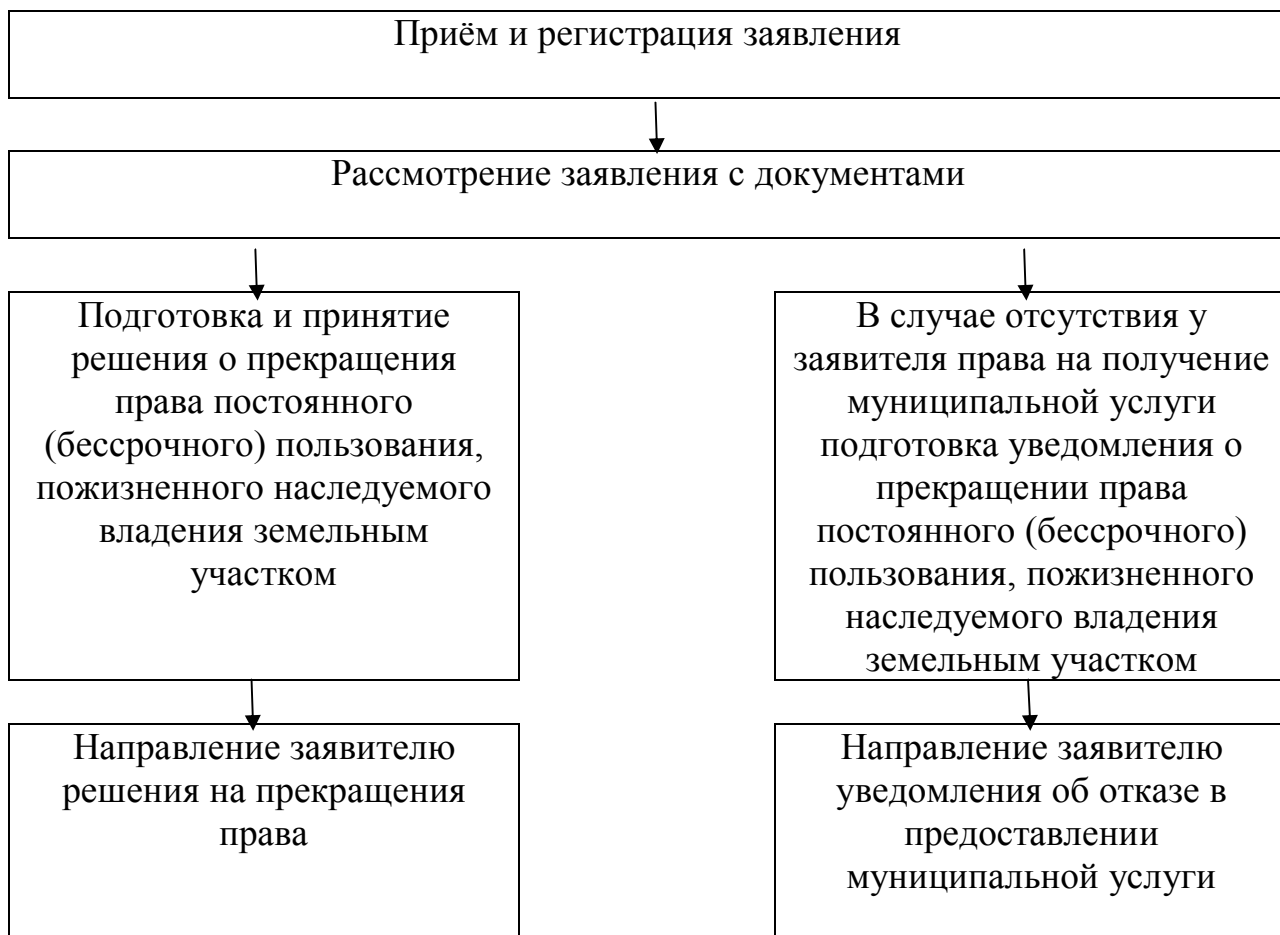 Приём и регистрация заявления
Рассмотрение заявления с документами
Подготовка и принятие
решения о прекращения
права постоянного
(бессрочного) пользования,
пожизненного наследуемого
владения земельным
участком
В случае отсутствия у
заявителя права на получение
муниципальной услуги
подготовка уведомления о
прекращении права
постоянного (бессрочного)
пользования, пожизненного
наследуемого владения
земельным участком
Направление заявителю
решения на прекращения
права
Направление заявителю
уведомления об отказе в
предоставлении
муниципальной услуги